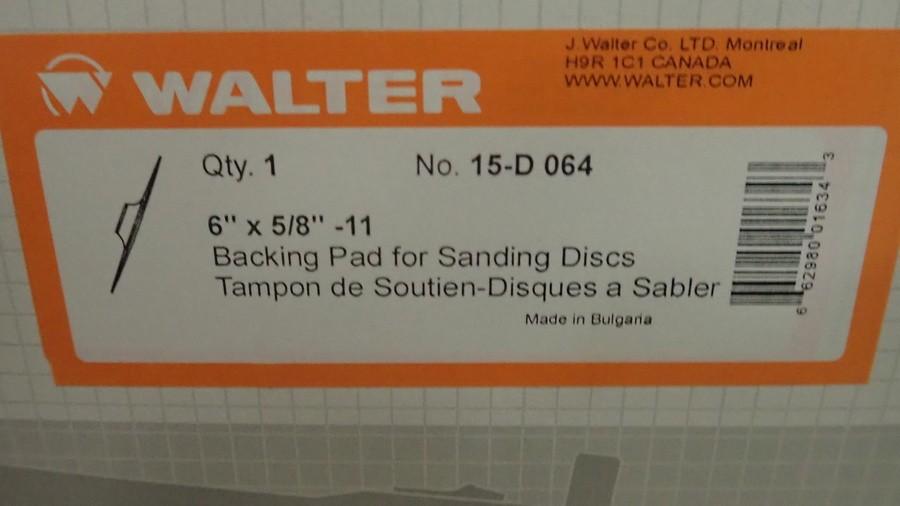 WALTER
J. Walter Co. LTD. Montreal
H9R 1C1 CANADA
WWW.WALTER.COM
Qty. 1 No. 15-D 064
6" x 5/8" -11
Backing Pad for Sanding Discs
Tampon de Soutien-Disques a Sabler
Made in Bulgaria
6 62980 01634 3